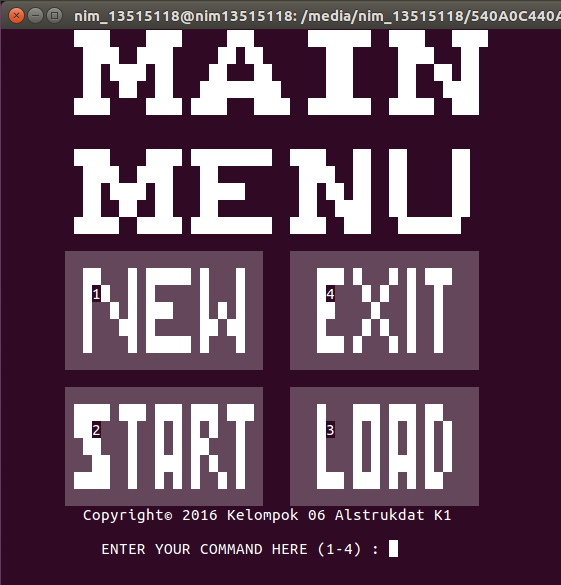 nim_13515118@nim13515118: /media/nim_13515118/540A0C440A
MAIN
MENU
NEW
1
EXIT
4
START
2
LOAD
3
Copyright© 2016 Kelompok 06 Alstrukdat K1
ENTER YOUR COMMAND HERE (1-4) :